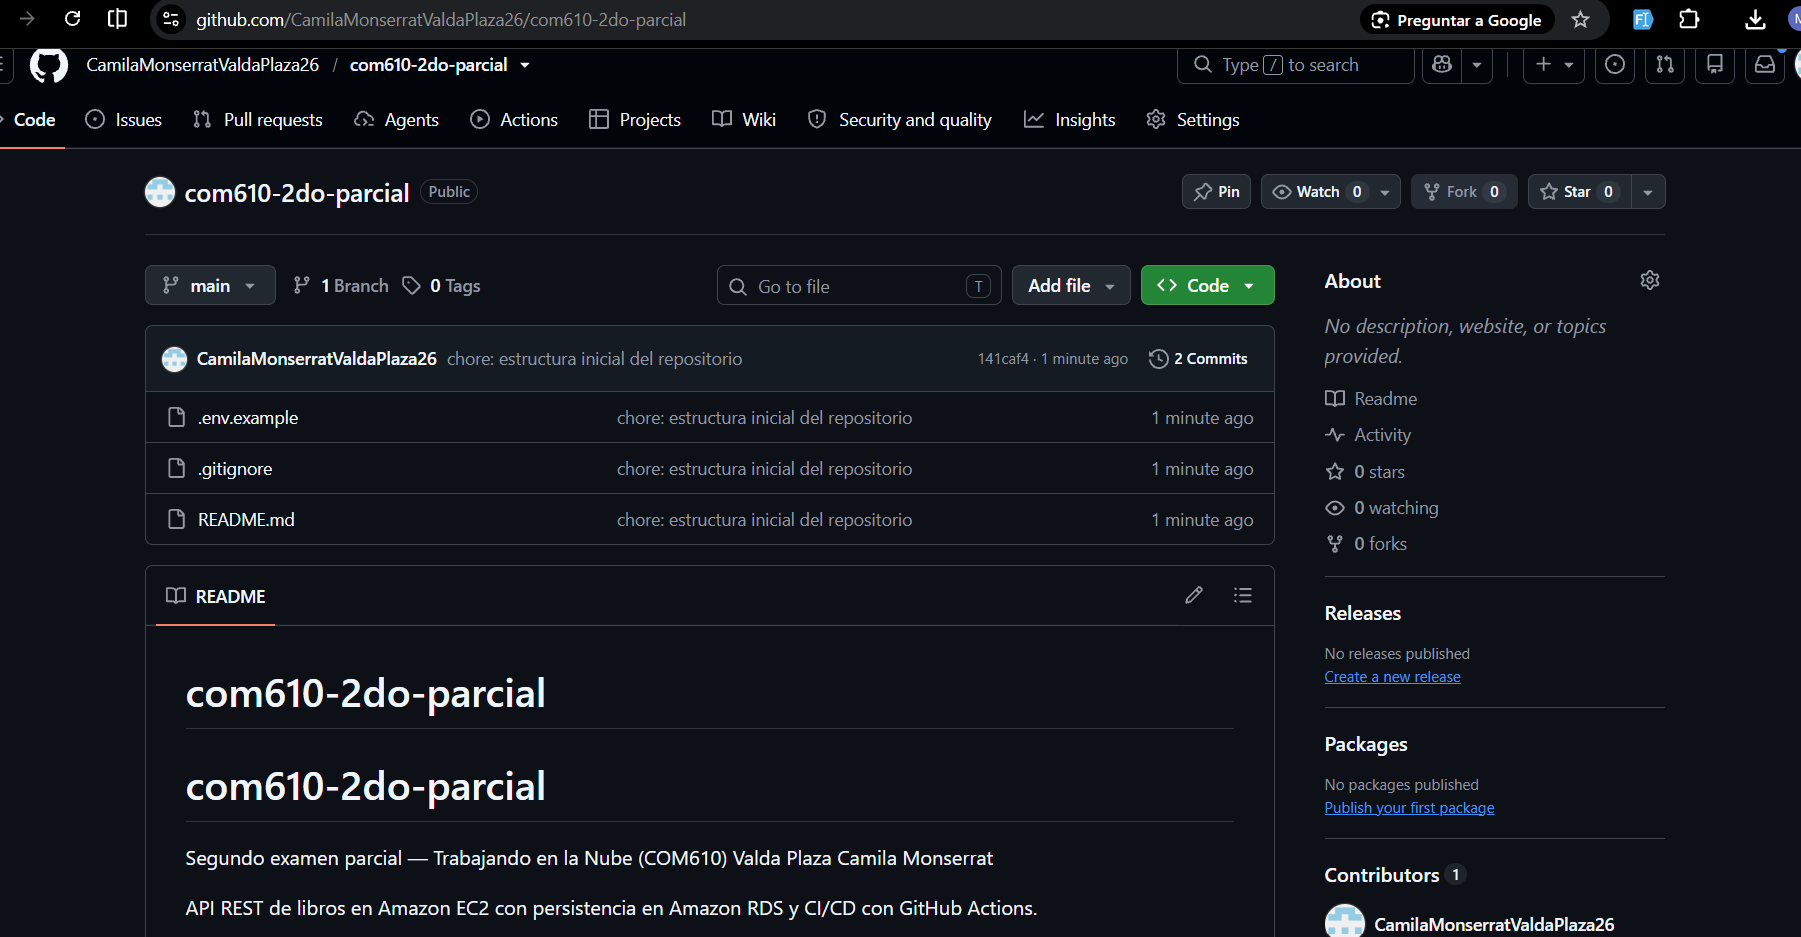 github.com/CamilaMonserratValdaPlaza26/com610-2do-parcial
Preguntar a Google
CamilaMonserratValdaPlaza26 / com610-2do-parcial
Type / to search
Code Issues Pull requests Agents Actions Projects Wiki Security and quality Insights Settings
com610-2do-parcial Public
Pin Watch 0 Fork 0 Star 0
main 1 Branch 0 Tags
Go to file T Add file Code
CamilaMonserratValdaPlaza26 chore: estructura inicial del repositorio 141caf4 · 1 minute ago 2 Commits
.env.example chore: estructura inicial del repositorio 1 minute ago
.gitignore chore: estructura inicial del repositorio 1 minute ago
README.md chore: estructura inicial del repositorio 1 minute ago
README
com610-2do-parcial
com610-2do-parcial
Segundo examen parcial — Trabajando en la Nube (COM610) Valda Plaza Camila Monserrat
API REST de libros en Amazon EC2 con persistencia en Amazon RDS y CI/CD con GitHub Actions.
About
No description, website, or topics
provided.
Readme
Activity
0 stars
0 watching
0 forks
Releases
No releases published
Create a new release
Packages
No packages published
Publish your first package
Contributors 1
CamilaMonserratValdaPlaza26